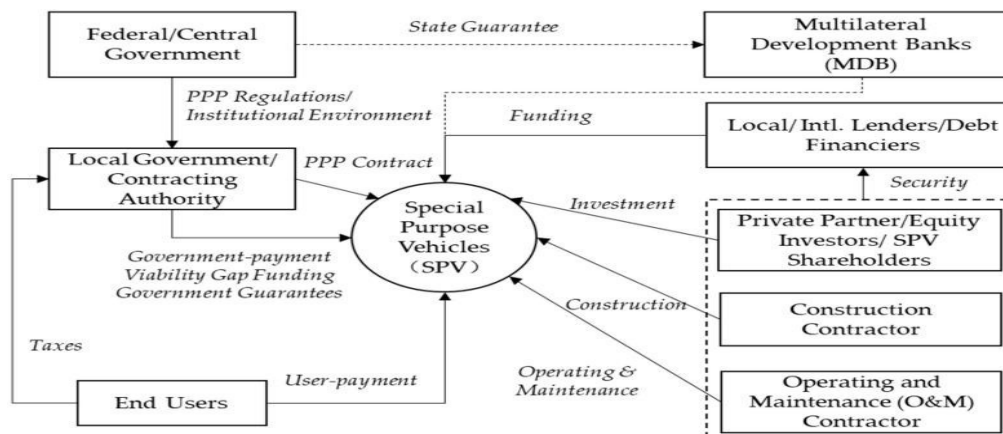 Federal/Central
Government
State Guarantee
Multilateral
Development Banks
(MDB)
PPP Regulations/
Institutional Environment
Funding
Local/Intl. Lenders/Debt
Financiers
Local Government/
Contracting
Authority
PPP Contract
Security
Special
Purpose
Vehicles
(SPV)
Investment
Private Partner/Equity
Investors/ SPV
Shareholders
Government-payment
Viability Gap Funding
Government Guarantees
Construction
Construction
Contractor
Taxes
User-payment
Operating &
Maintenance
End Users
Operating and
Maintenance (O&M)
Contractor